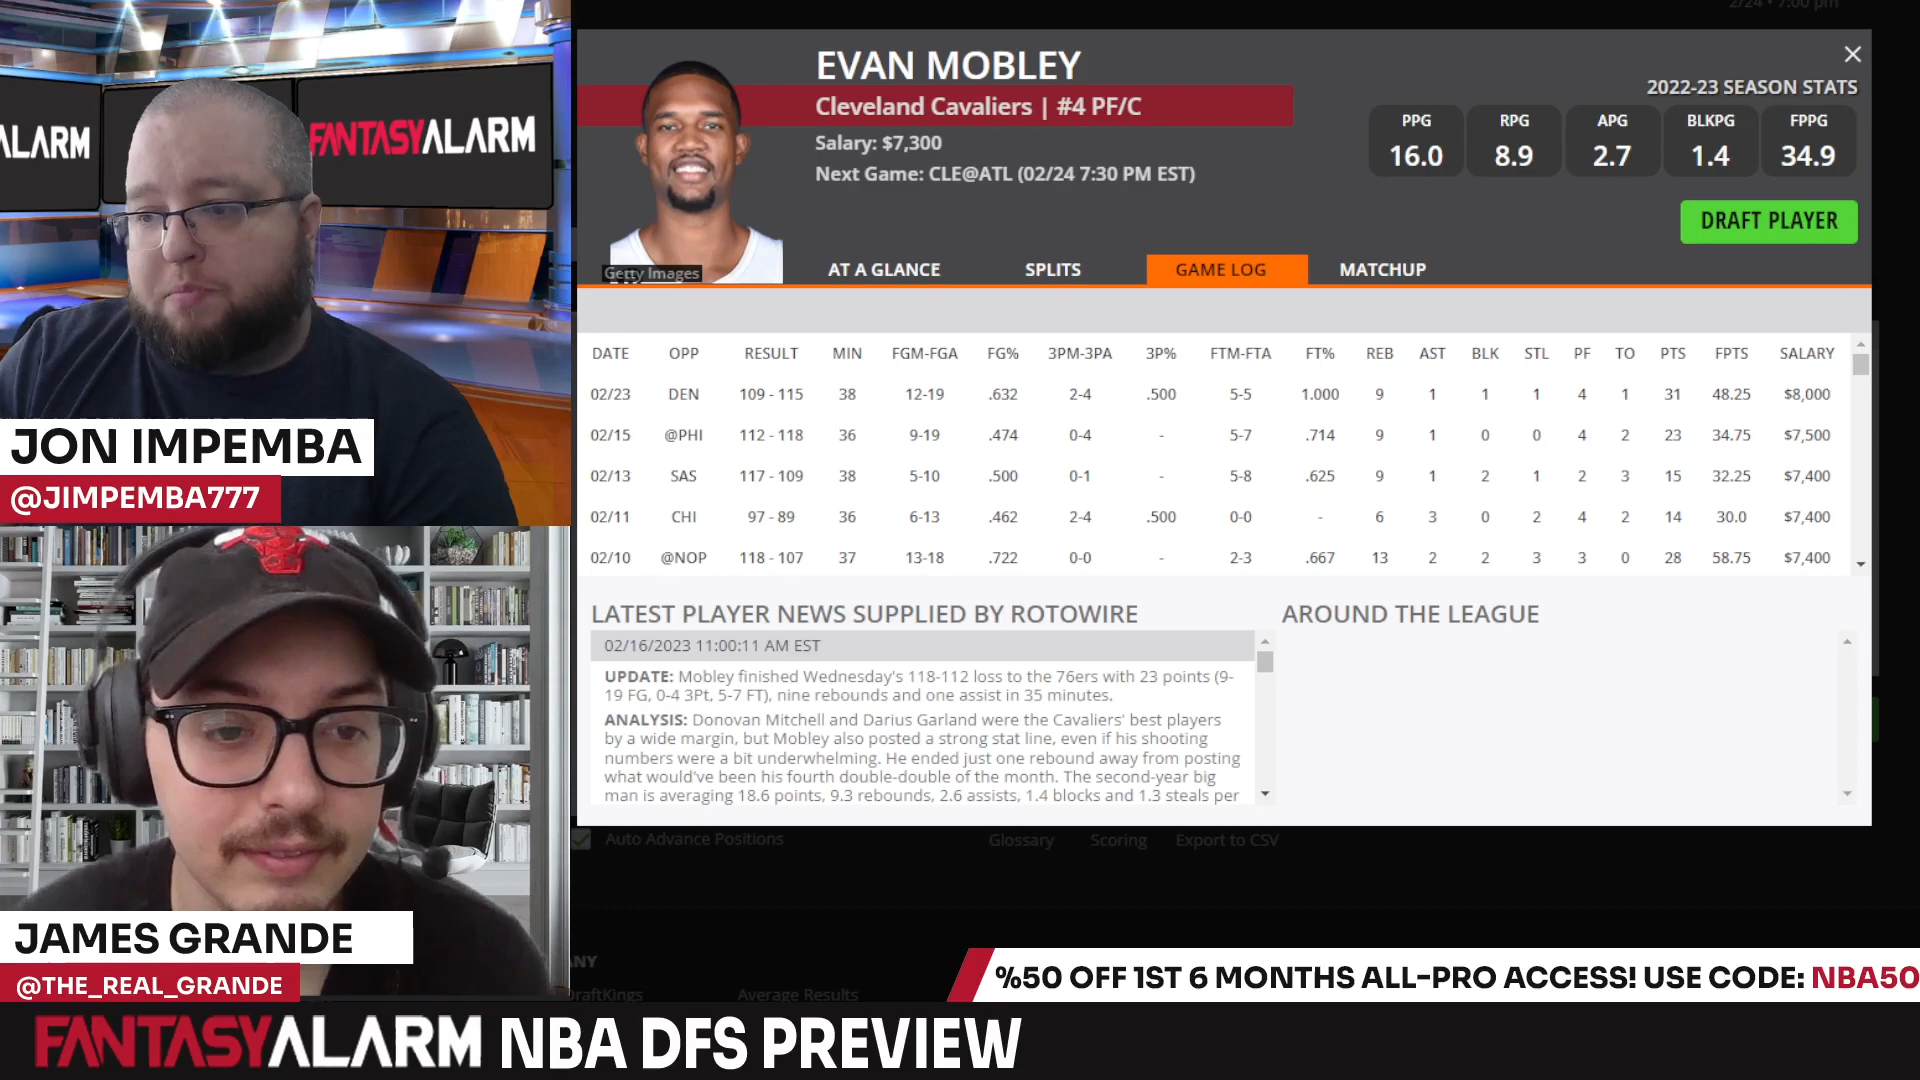 2/24 • 7:00 pm
EVAN MOBLEY
Cleveland Cavaliers | #4 PF/C
Salary: $7,300
Next Game: CLE@ATL (02/24 7:30 PM EST)
2022-23 SEASON STATS
PPG RPG APG BLKPG FPPG
16.0 8.9 2.7 1.4 34.9
DRAFT PLAYER
Getty Images
AT A GLANCE SPLITS GAME LOG MATCHUP
DATE OPP RESULT MIN FGM-FGA FG% 3PM-3PA 3P% FTM-FTA FT% REB AST BLK STL PF TO PTS FPTS SALARY
02/23 DEN 109 - 115 38 12-19 .632 2-4 .500 5-5 1.000 9 1 1 1 4 1 31 48.25 $8,000
02/15 @PHI 112 - 118 36 9-19 .474 0-4 - 5-7 .714 9 1 0 0 4 2 23 34.75 $7,500
02/13 SAS 117 - 109 38 5-10 .500 0-1 - 5-8 .625 9 1 2 1 2 3 15 32.25 $7,400
02/11 CHI 97 - 89 36 6-13 .462 2-4 .500 0-0 - 6 3 0 2 4 2 14 30.0 $7,400
02/10 @NOP 118 - 107 37 13-18 .722 0-0 - 2-3 .667 13 2 2 3 3 0 28 58.75 $7,400
LATEST PLAYER NEWS SUPPLIED BY ROTOWIRE
02/16/2023 11:00:11 AM EST
UPDATE: Mobley finished Wednesday's 118-112 loss to the 76ers with 23 points (9-
19 FG, 0-4 3Pt, 5-7 FT), nine rebounds and one assist in 35 minutes.
ANALYSIS: Donovan Mitchell and Darius Garland were the Cavaliers' best players
by a wide margin, but Mobley also posted a strong stat line, even if his shooting
numbers were a bit underwhelming. He ended just one rebound away from posting
what would've been his fourth double-double of the month. The second-year big
man is averaging 18.6 points, 9.3 rebounds, 2.6 assists, 1.4 blocks and 1.3 steals per
AROUND THE LEAGUE
Auto Advance Positions
Glossary Scoring Export to CSV
ANY
DraftKings
Average Results
ALARM
FANTASYALARM
JON IMPEMBA
@JIMPEMBA777
JAMES GRANDE
@THE_REAL_GRANDE
%50 OFF 1ST 6 MONTHS ALL-PRO ACCESS! USE CODE: NBA50
FANTASYALARM NBA DFS PREVIEW